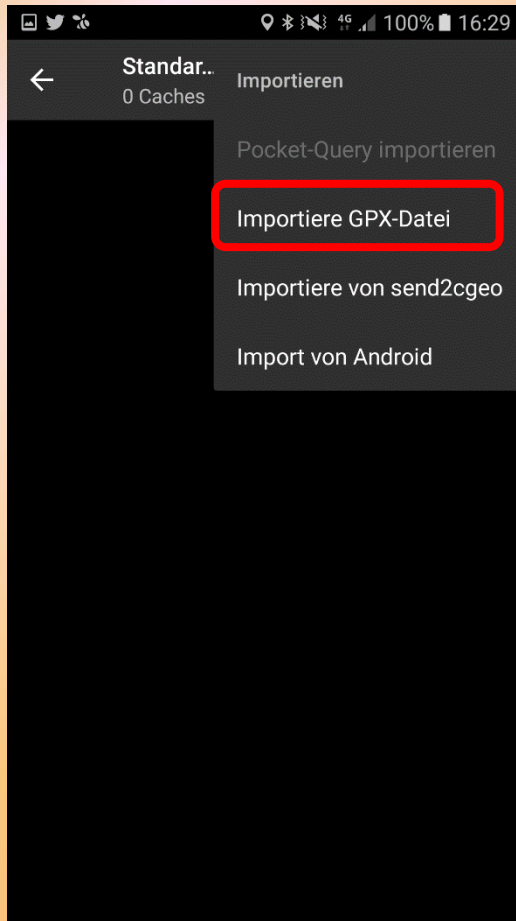 4G 100% 16:29
Standar...
0 Caches
Importieren
Pocket-Query importieren
Importiere GPX-Datei
Importiere von send2cgeo
Import von Android